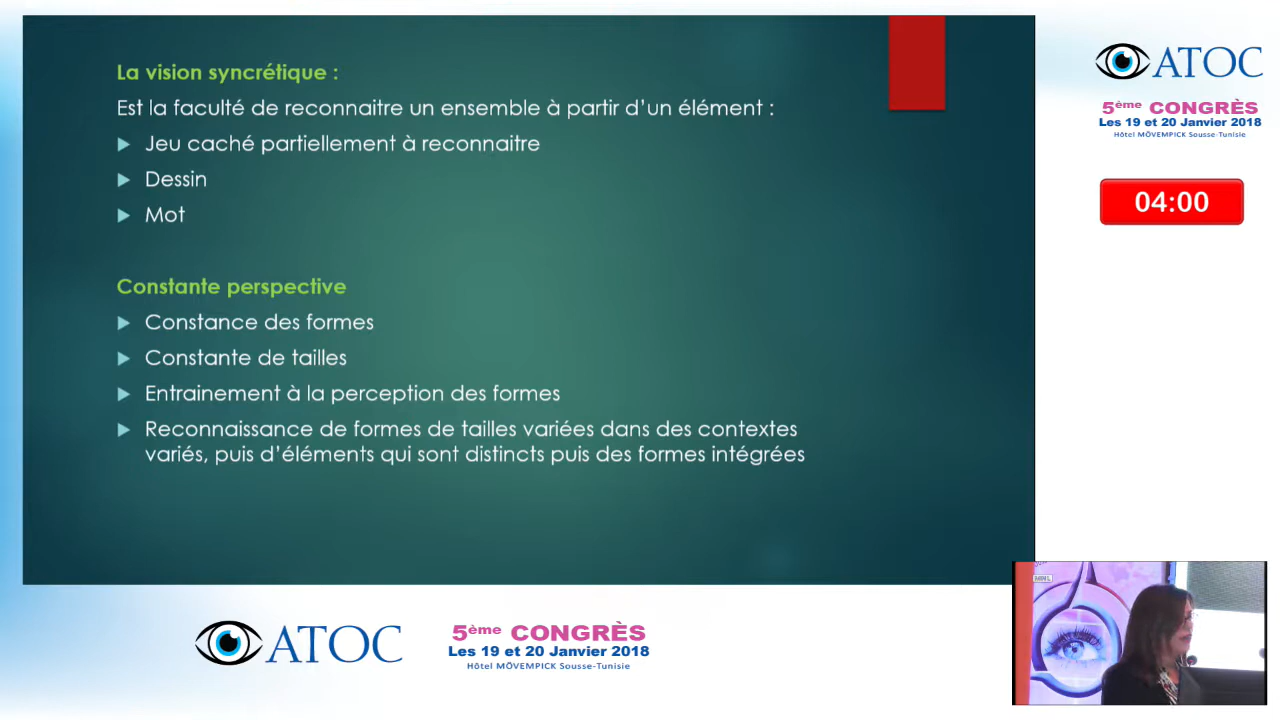 La vision syncrétique :
Est la faculté de reconnaitre un ensemble à partir d'un élément :
Jeu caché partiellement à reconnaitre
Dessin
Mot
Constante perspective
Constance des formes
Constante de tailles
Entrainement à la perception des formes
Reconnaissance de formes de tailles variées dans des contextes
variés, puis d'éléments qui sont distincts puis des formes intégrées
ATOC
5ème CONGRÈS
Les 19 et 20 Janvier 2018
Hôtel MÖVEMPICK Sousse-Tunisie
04:00
ATOC
5ème CONGRÈS
Les 19 et 20 Janvier 2018
Hôtel MÖVEMPICK Sousse-Tunisie